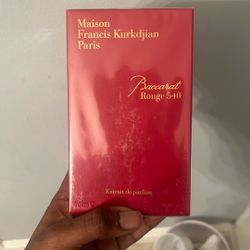 Maison
Francis Kurkdjian
Paris
Baccarat
Rouge 540
Extrait de parfum